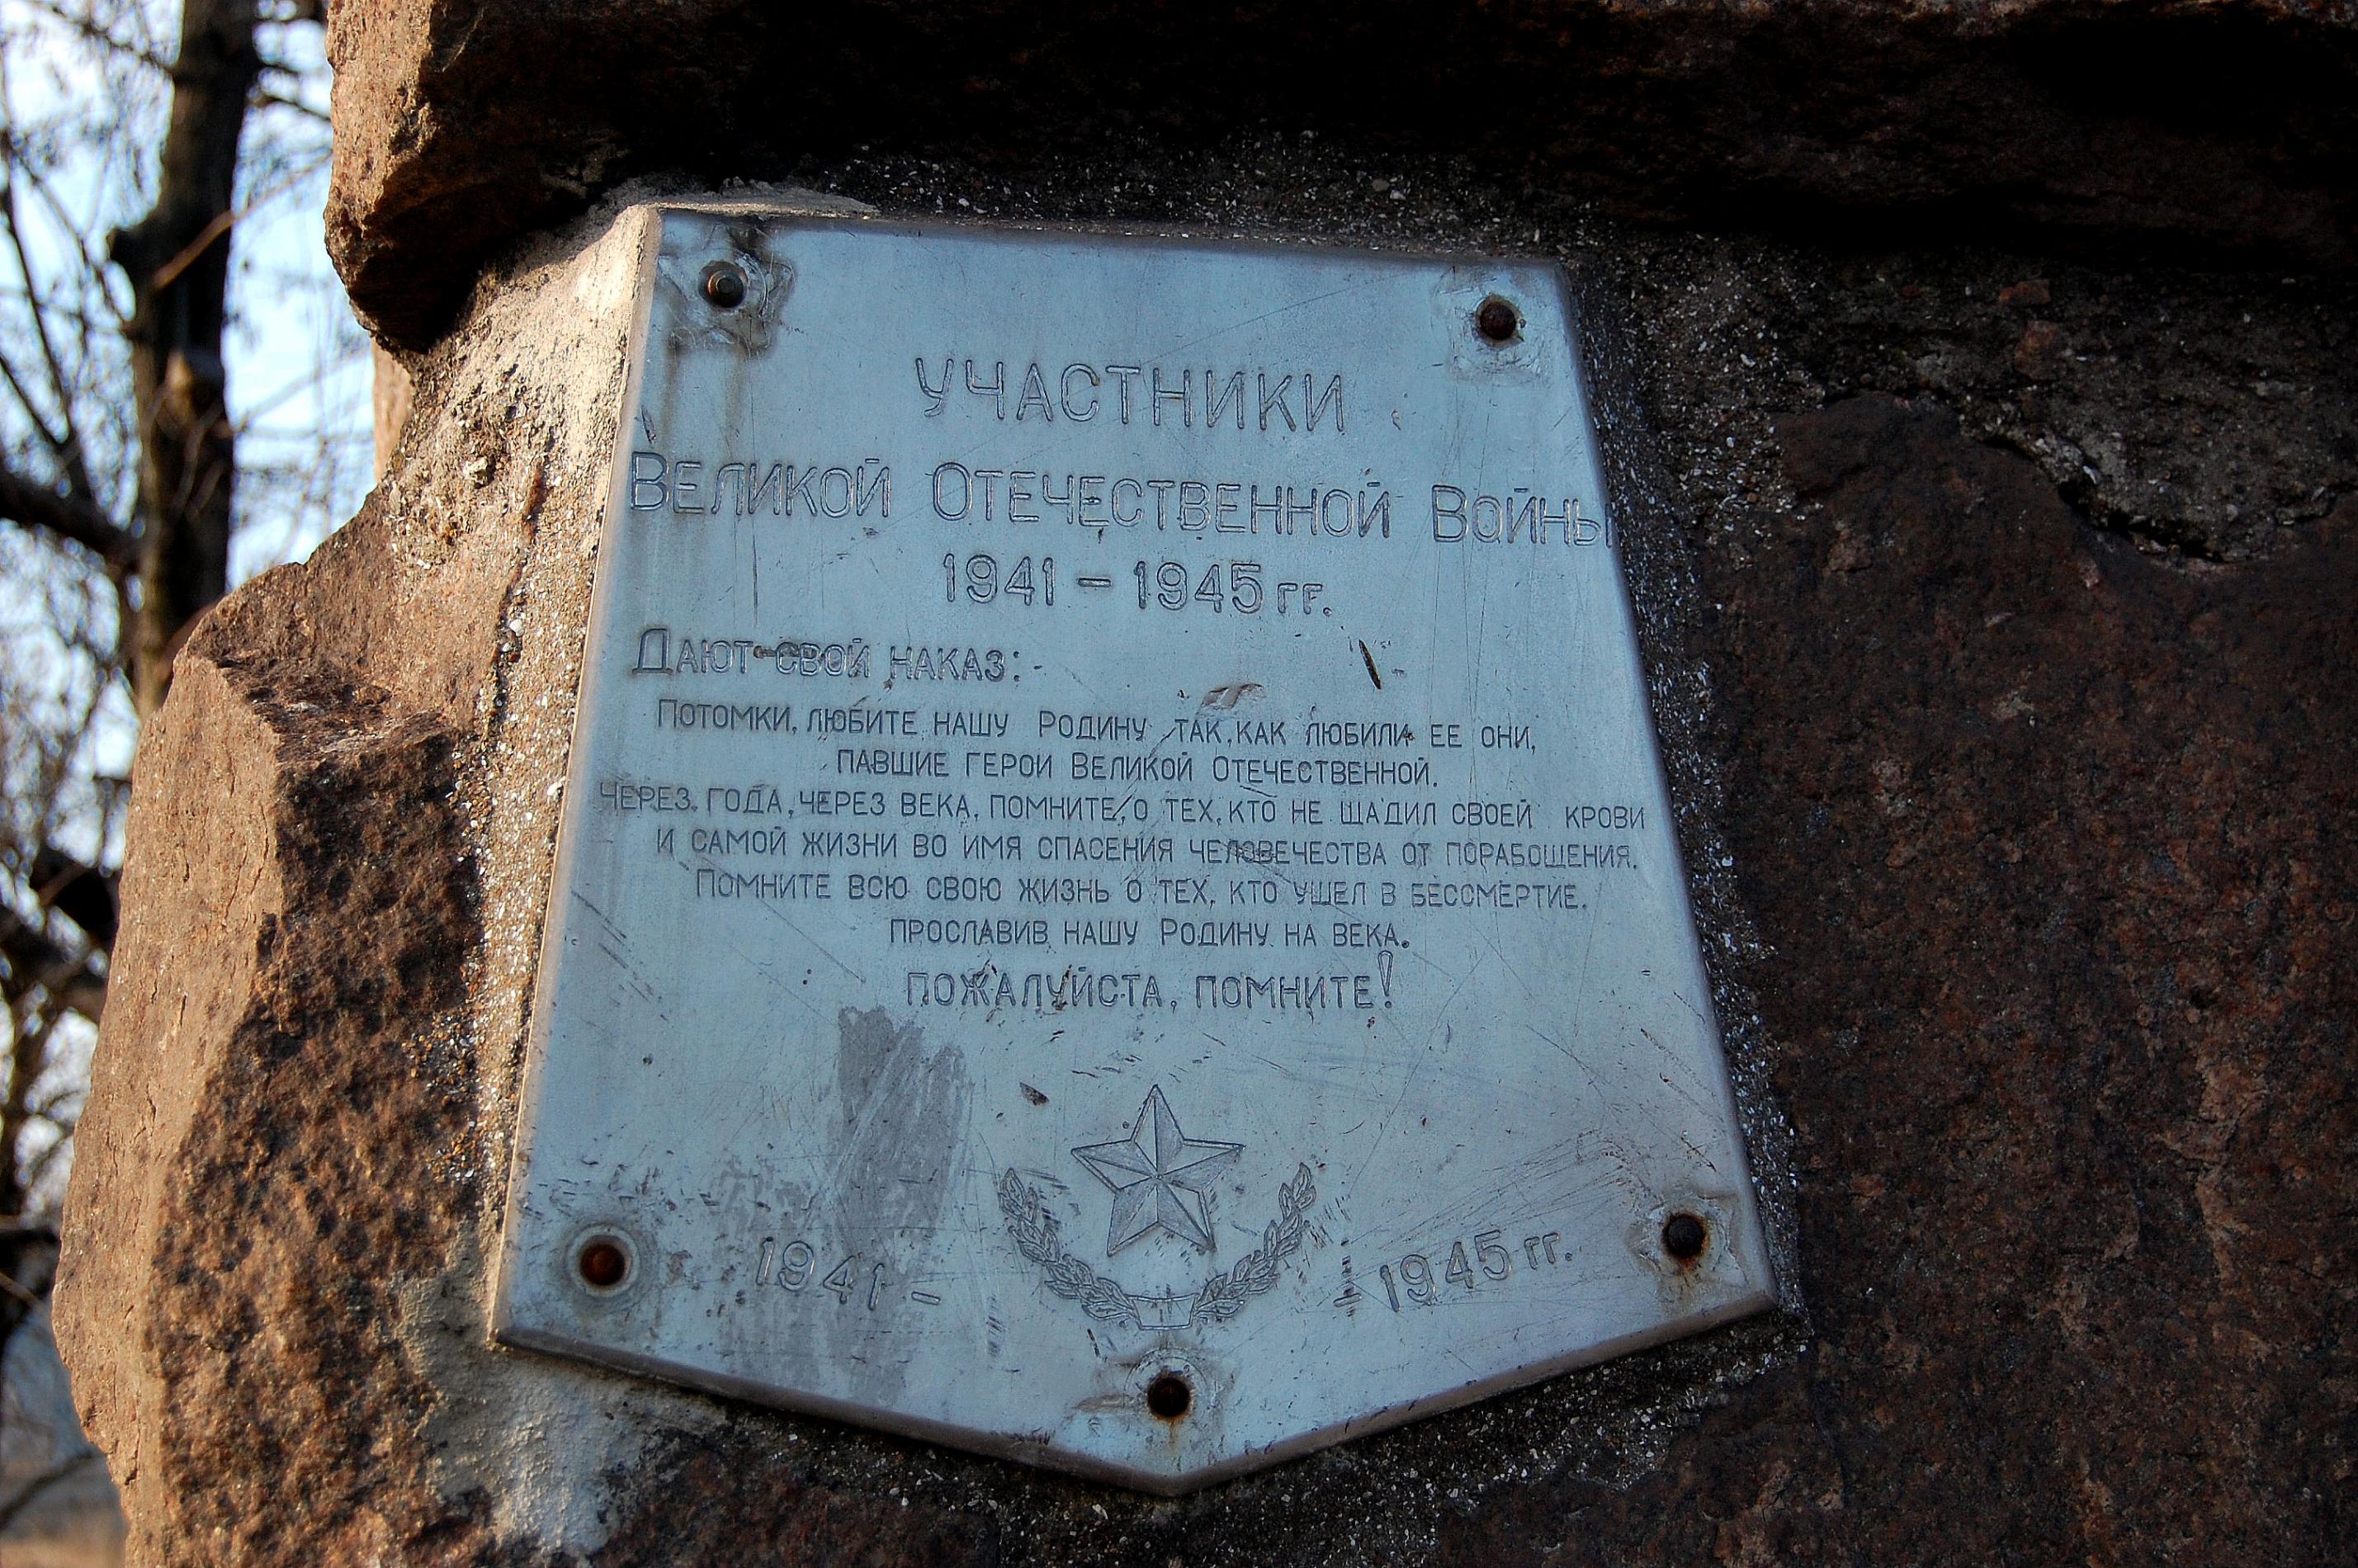 УЧАСТНИКИ
ВЕЛИКОЙ ОТЕЧЕСТВЕННОЙ ВОЙНЫ
1941 - 1945 гг.
ДАЮТ СВОЙ НАКАЗ:
ПОТОМКИ, ЛЮБИТЕ НАШУ РОДИНУ ТАК, КАК ЛЮБИЛИ ЕЕ ОНИ,
ПАВШИЕ ГЕРОИ ВЕЛИКОЙ ОТЕЧЕСТВЕННОЙ.
ЧЕРЕЗ ГОДА, ЧЕРЕЗ ВЕКА, ПОМНИТЕ, О ТЕХ, КТО НЕ ЩАДИЛ СВОЕЙ КРОВИ
И САМОЙ ЖИЗНИ ВО ИМЯ СПАСЕНИЯ ЧЕЛОВЕЧЕСТВА ОТ ПОРАБОЩЕНИЯ.
ПОМНИТЕ ВСЮ СВОЮ ЖИЗНЬ О ТЕХ, КТО УШЕЛ В БЕССМЕРТИЕ,
ПРОСЛАВИВ НАШУ РОДИНУ НА ВЕКА.
ПОЖАЛУЙСТА, ПОМНИТЕ!
1941 - - 1945 гг.